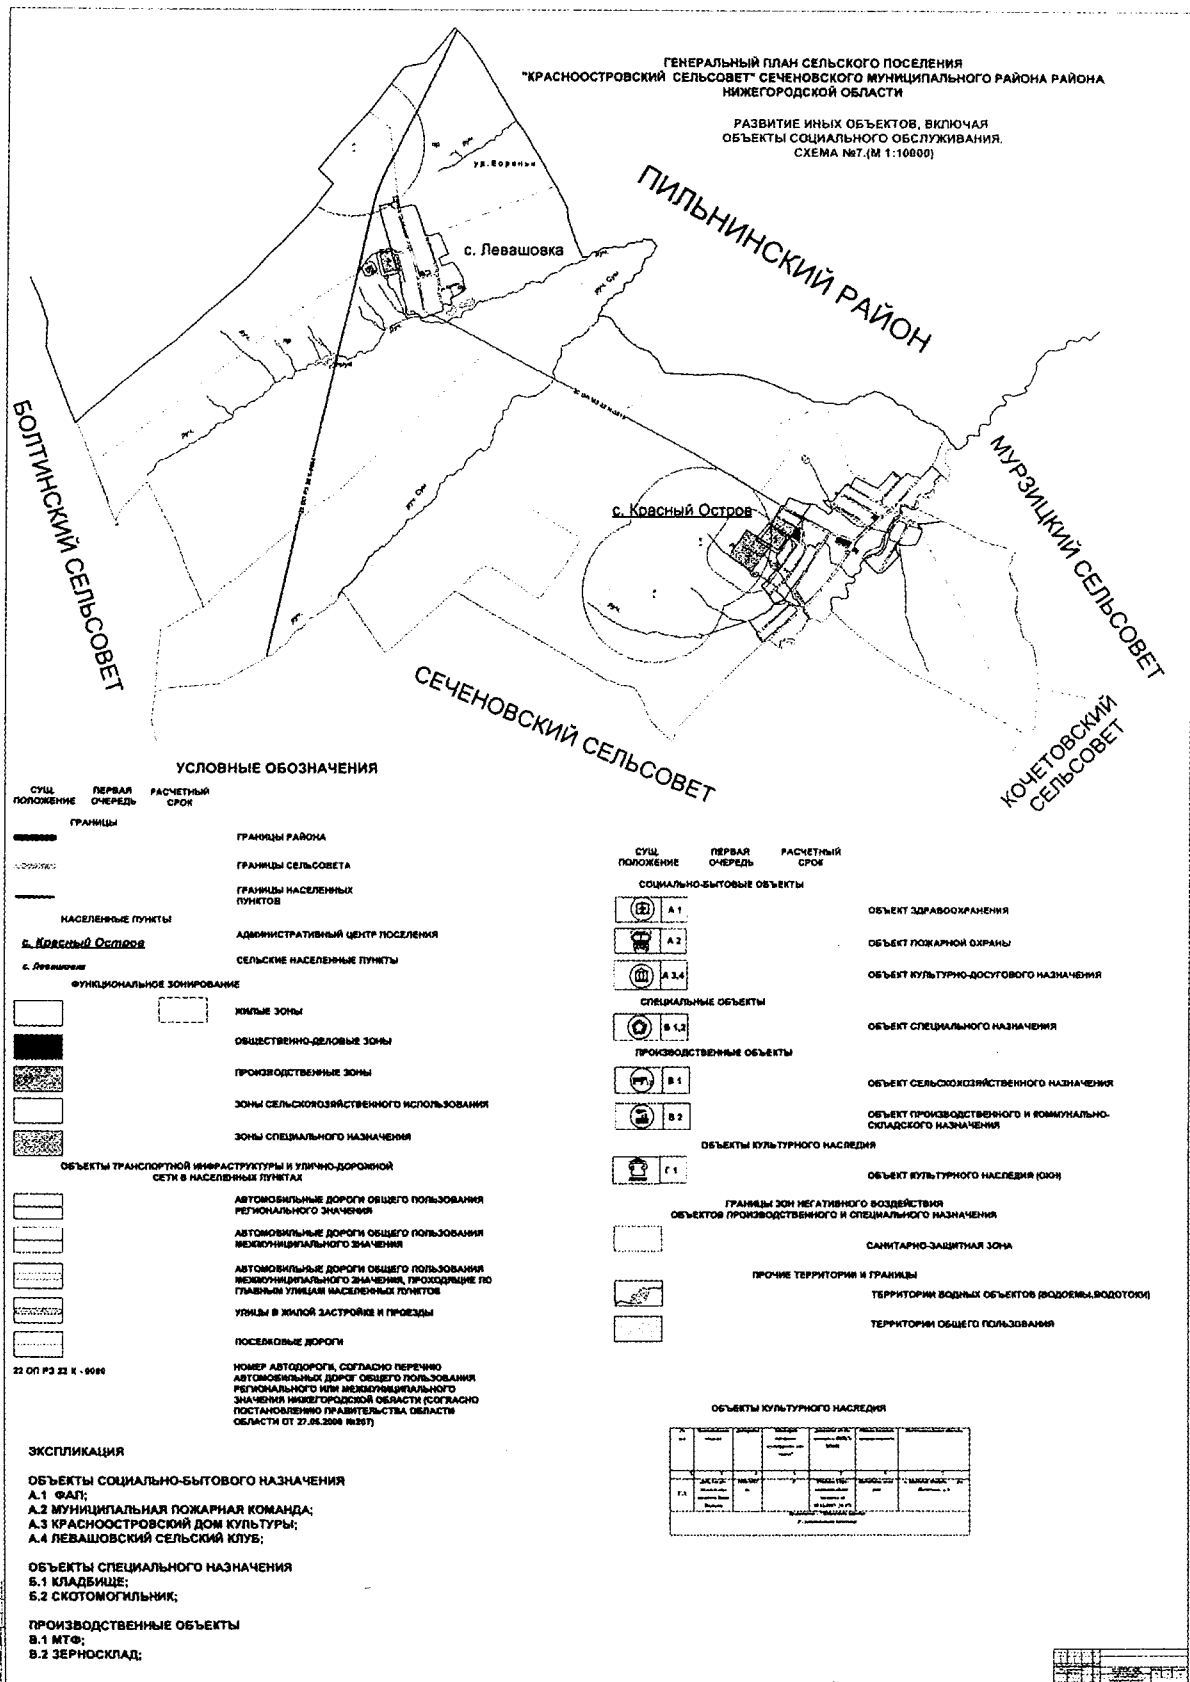 ГЕНЕРАЛЬНЫЙ ПЛАН СЕЛЬСКОГО ПОСЕЛЕНИЯ
"КРАСНООСТРОВСКИЙ СЕЛЬСОВЕТ" СЕЧЕНОВСКОГО МУНИЦИПАЛЬНОГО РАЙОНА РАЙОНА
НИЖЕГОРОДСКОЙ ОБЛАСТИ
РАЗВИТИЕ ИНЫХ ОБЪЕКТОВ, ВКЛЮЧАЯ
ОБЪЕКТЫ СОЦИАЛЬНОГО ОБСЛУЖИВАНИЯ.
СХЕМА №7.(М 1:10000)
ПИЛЬНИНСКИЙ РАЙОН
с. Левашовка
с. Красный Остров
БОЛТИНСКИЙ СЕЛЬСОВЕТ
МУРЗИЦКИЙ СЕЛЬСОВЕТ
СЕЧЕНОВСКИЙ СЕЛЬСОВЕТ
КОЧЕТОВСКИЙ
СЕЛЬСОВЕТ
УСЛОВНЫЕ ОБОЗНАЧЕНИЯ
СУЩ. ПОЛОЖЕНИЕ ПЕРВАЯ ОЧЕРЕДЬ РАСЧЕТНЫЙ СРОК
ГРАНИЦЫ
ГРАНИЦЫ РАЙОНА
ГРАНИЦЫ СЕЛЬСОВЕТА
ГРАНИЦЫ НАСЕЛЕННЫХ
ПУНКТОВ
НАСЕЛЕННЫЕ ПУНКТЫ
с. Красный Остров АДМИНИСТРАТИВНЫЙ ЦЕНТР ПОСЕЛЕНИЯ
с. Левашовка СЕЛЬСКИЕ НАСЕЛЕННЫЕ ПУНКТЫ
ФУНКЦИОНАЛЬНОЕ ЗОНИРОВАНИЕ
ЖИЛЫЕ ЗОНЫ
ОБЩЕСТВЕННО-ДЕЛОВЫЕ ЗОНЫ
ПРОИЗВОДСТВЕННЫЕ ЗОНЫ
ЗОНЫ СЕЛЬСКОХОЗЯЙСТВЕННОГО ИСПОЛЬЗОВАНИЯ
ЗОНЫ СПЕЦИАЛЬНОГО НАЗНАЧЕНИЯ
ОБЪЕКТЫ ТРАНСПОРТНОЙ ИНФРАСТРУКТУРЫ И УЛИЧНО-ДОРОЖНОЙ
СЕТИ В НАСЕЛЕННЫХ ПУНКТАХ
АВТОМОБИЛЬНЫЕ ДОРОГИ ОБЩЕГО ПОЛЬЗОВАНИЯ
РЕГИОНАЛЬНОГО ЗНАЧЕНИЯ
АВТОМОБИЛЬНЫЕ ДОРОГИ ОБЩЕГО ПОЛЬЗОВАНИЯ
МЕЖМУНИЦИПАЛЬНОГО ЗНАЧЕНИЯ
АВТОМОБИЛЬНЫЕ ДОРОГИ ОБЩЕГО ПОЛЬЗОВАНИЯ
МЕЖМУНИЦИПАЛЬНОГО ЗНАЧЕНИЯ, ПРОХОДЯЩИЕ ПО
ГЛАВНЫМ УЛИЦАМ НАСЕЛЕННЫХ ПУНКТОВ
УЛИЦЫ В ЖИЛОЙ ЗАСТРОЙКЕ И ПРОЕЗДЫ
ПОСЕЛКОВЫЕ ДОРОГИ
НОМЕР АВТОДОРОГИ, СОГЛАСНО ПЕРЕЧНЮ
АВТОМОБИЛЬНЫХ ДОРОГ ОБЩЕГО ПОЛЬЗОВАНИЯ
РЕГИОНАЛЬНОГО ИЛИ МЕЖМУНИЦИПАЛЬНОГО
ЗНАЧЕНИЯ НИЖЕГОРОДСКОЙ ОБЛАСТИ (СОГЛАСНО
ПОСТАНОВЛЕНИЮ ПРАВИТЕЛЬСТВА ОБЛАСТИ
ЭКСПЛИКАЦИЯ
ОБЪЕКТЫ СОЦИАЛЬНО-БЫТОВОГО НАЗНАЧЕНИЯ
А.1 ФАП;
А.2 МУНИЦИПАЛЬНАЯ ПОЖАРНАЯ КОМАНДА;
А.3 КРАСНООСТРОВСКИЙ ДОМ КУЛЬТУРЫ;
А.4 ЛЕВАШОВСКИЙ СЕЛЬСКИЙ КЛУБ;
ОБЪЕКТЫ СПЕЦИАЛЬНОГО НАЗНАЧЕНИЯ
Б.1 КЛАДБИЩЕ;
Б.2 СКОТОМОГИЛЬНИК;
ПРОИЗВОДСТВЕННЫЕ ОБЪЕКТЫ
В.1 МТФ;
В.2 ЗЕРНОСКЛАД;
СУЩ. ПОЛОЖЕНИЕ ПЕРВАЯ ОЧЕРЕДЬ РАСЧЕТНЫЙ СРОК
СОЦИАЛЬНО-БЫТОВЫЕ ОБЪЕКТЫ
А 1 ОБЪЕКТ ЗДРАВООХРАНЕНИЯ
А 2 ОБЪЕКТ ПОЖАРНОЙ ОХРАНЫ
А 3,4 ОБЪЕКТ КУЛЬТУРНО-ДОСУГОВОГО НАЗНАЧЕНИЯ
СПЕЦИАЛЬНЫЕ ОБЪЕКТЫ
Б 1,2 ОБЪЕКТ СПЕЦИАЛЬНОГО НАЗНАЧЕНИЯ
ПРОИЗВОДСТВЕННЫЕ ОБЪЕКТЫ
В 1 ОБЪЕКТ СЕЛЬСКОХОЗЯЙСТВЕННОГО НАЗНАЧЕНИЯ
В 2 ОБЪЕКТ ПРОИЗВОДСТВЕННОГО И КОММУНАЛЬНО-
СКЛАДСКОГО НАЗНАЧЕНИЯ
ОБЪЕКТЫ КУЛЬТУРНОГО НАСЛЕДИЯ
Г 1 ОБЪЕКТ КУЛЬТУРНОГО НАСЛЕДИЯ (ОКН)
ГРАНИЦЫ ЗОН НЕГАТИВНОГО ВОЗДЕЙСТВИЯ
ОБЪЕКТОВ ПРОИЗВОДСТВЕННОГО И СПЕЦИАЛЬНОГО НАЗНАЧЕНИЯ
САНИТАРНО-ЗАЩИТНАЯ ЗОНА
ПРОЧИЕ ТЕРРИТОРИИ И ГРАНИЦЫ
ТЕРРИТОРИИ ВОДНЫХ ОБЪЕКТОВ (ВОДОЕМЫ,ВОДОТОКИ)
ТЕРРИТОРИИ ОБЩЕГО ПОЛЬЗОВАНИЯ
ОБЪЕКТЫ КУЛЬТУРНОГО НАСЛЕДИЯ